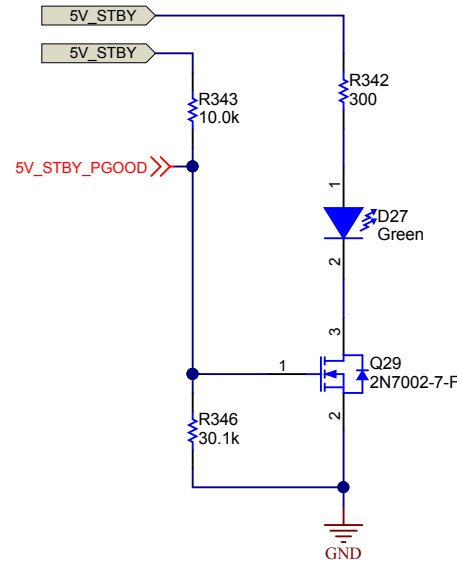 5V_STBY
5V_STBY
R342
300
R343
10.0k
5V_STBY_PGOOD
1
D27
Green
2
3
1
Q29
2N7002-7-F
2
R346
30.1k
GND